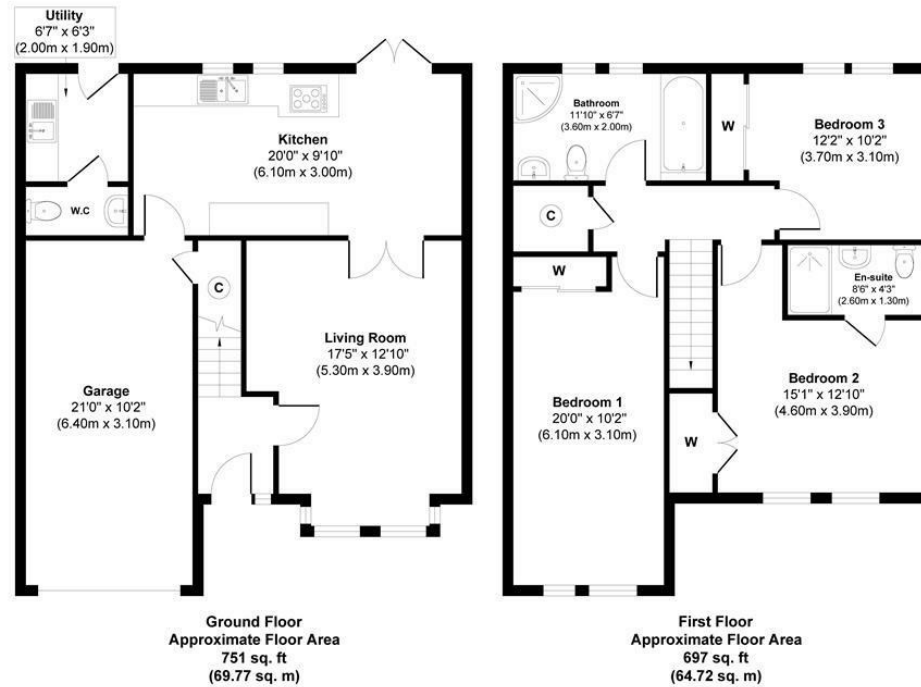 Utility
6'7" x 6'3"
(2.00m x 1.90m)
Kitchen
20'0" x 9'10"
(6.10m x 3.00m)
W.C
C
Living Room
17'5" x 12'10"
(5.30m x 3.90m)
Garage
21'0" x 10'2"
(6.40m x 3.10m)
Ground Floor
Approximate Floor Area
751 sq. ft
(69.77 sq. m)
Bathroom
11'10" x 6'7"
(3.60m x 2.00m)
W
Bedroom 3
12'2" x 10'2"
(3.70m x 3.10m)
C
W
En-suite
8'6" x 4'3"
(2.60m x 1.30m)
Bedroom 1
20'0" x 10'2"
(6.10m x 3.10m)
W
Bedroom 2
15'1" x 12'10"
(4.60m x 3.90m)
First Floor
Approximate Floor Area
697 sq. ft
(64.72 sq. m)